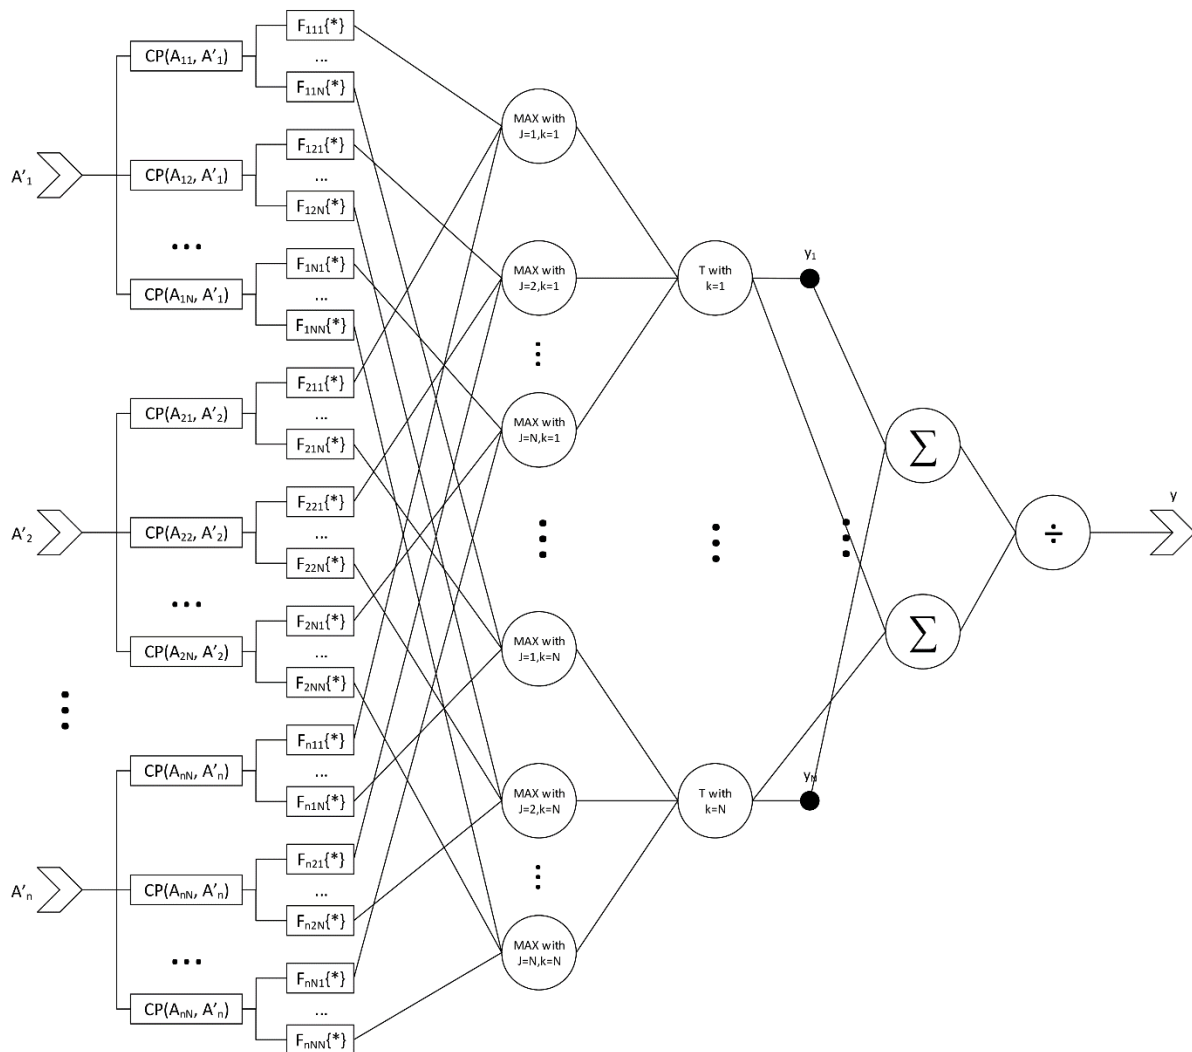 A'₁
A'₂
A'ₙ
CP(A₁₁, A'₁)
CP(A₁₂, A'₁)
...
CP(A₁N, A'₁)
CP(A₂₁, A'₂)
CP(A₂₂, A'₂)
...
CP(A₂N, A'₂)
CP(AₙN, A'ₙ)
CP(AₙN, A'ₙ)
...
CP(AₙN, A'ₙ)
F₁₁₁{*}
...
F₁₁N{*}
F₁₂₁{*}
...
F₁₂N{*}
F₁N₁{*}
...
F₁NN{*}
F₂₁₁{*}
...
F₂₁N{*}
F₂₂₁{*}
...
F₂₂N{*}
F₂N₁{*}
...
F₂NN{*}
Fₙ₁₁{*}
...
Fₙ₁N{*}
Fₙ₂₁{*}
...
Fₙ₂N{*}
FₙN₁{*}
...
FₙNN{*}
MAX with
J=1,k=1
MAX with
J=2,k=1
MAX with
J=N,k=1
MAX with
J=1,k=N
MAX with
J=2,k=N
MAX with
J=N,k=N
T with
k=1
T with
k=N
y₁
yN
∑
∑
÷
y